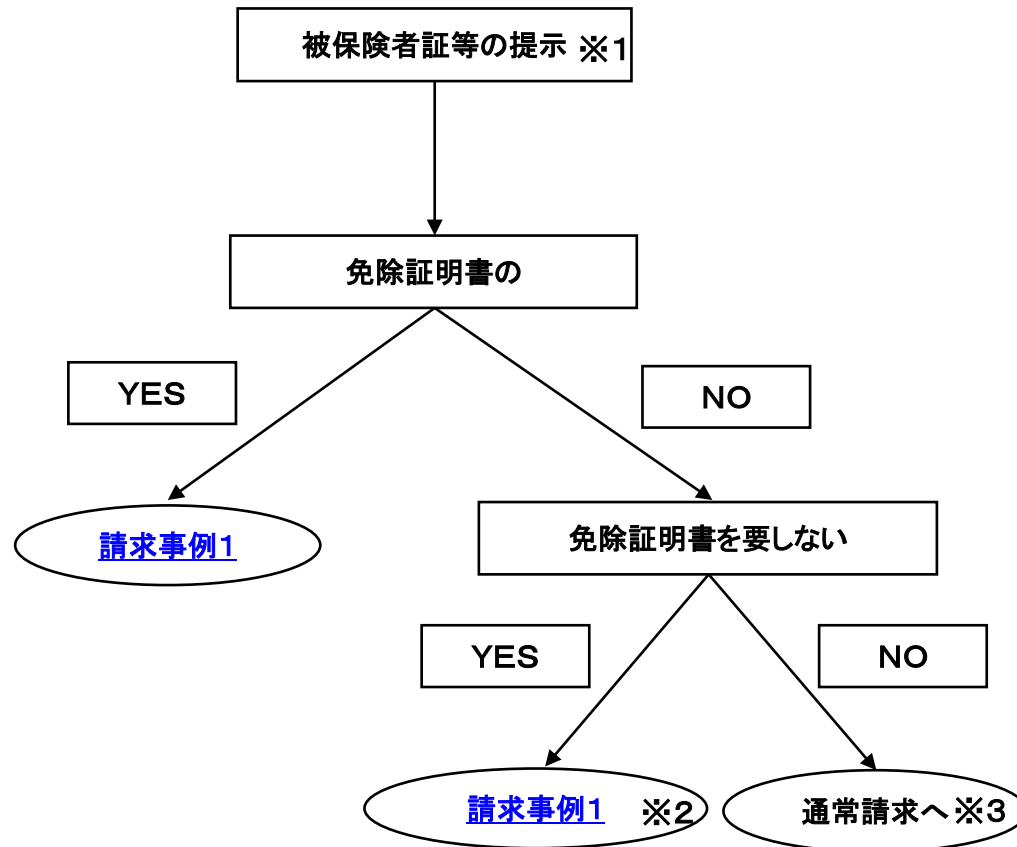 被保険者証等の提示 ※1
免除証明書の
YES
NO
請求事例1
免除証明書を要しない
YES
NO
請求事例1 ※2
通常請求へ※3